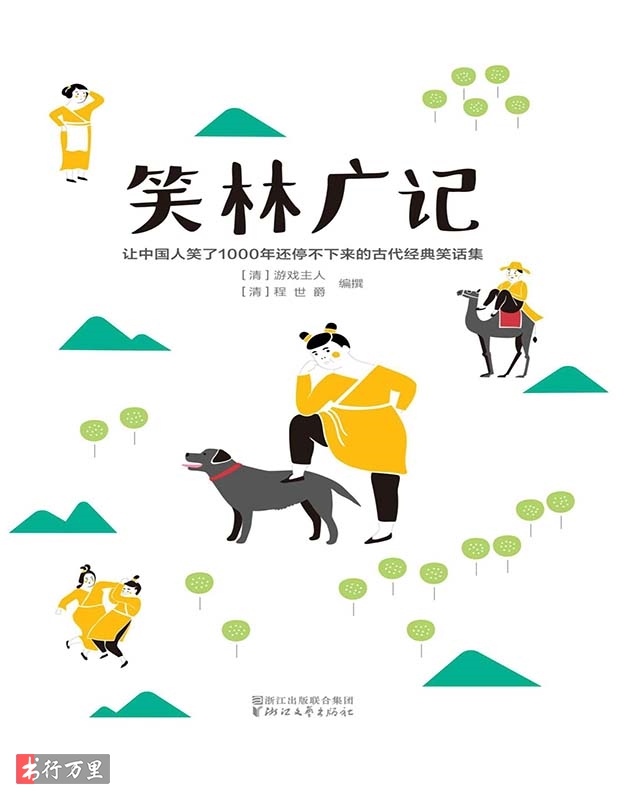 笑林广记
让中国人笑了1000年还停不下来的古代经典笑话集
[清]游戏主人
[清]程世爵
编撰
浙江出版联合集团
浙江文艺出版社
书行万里